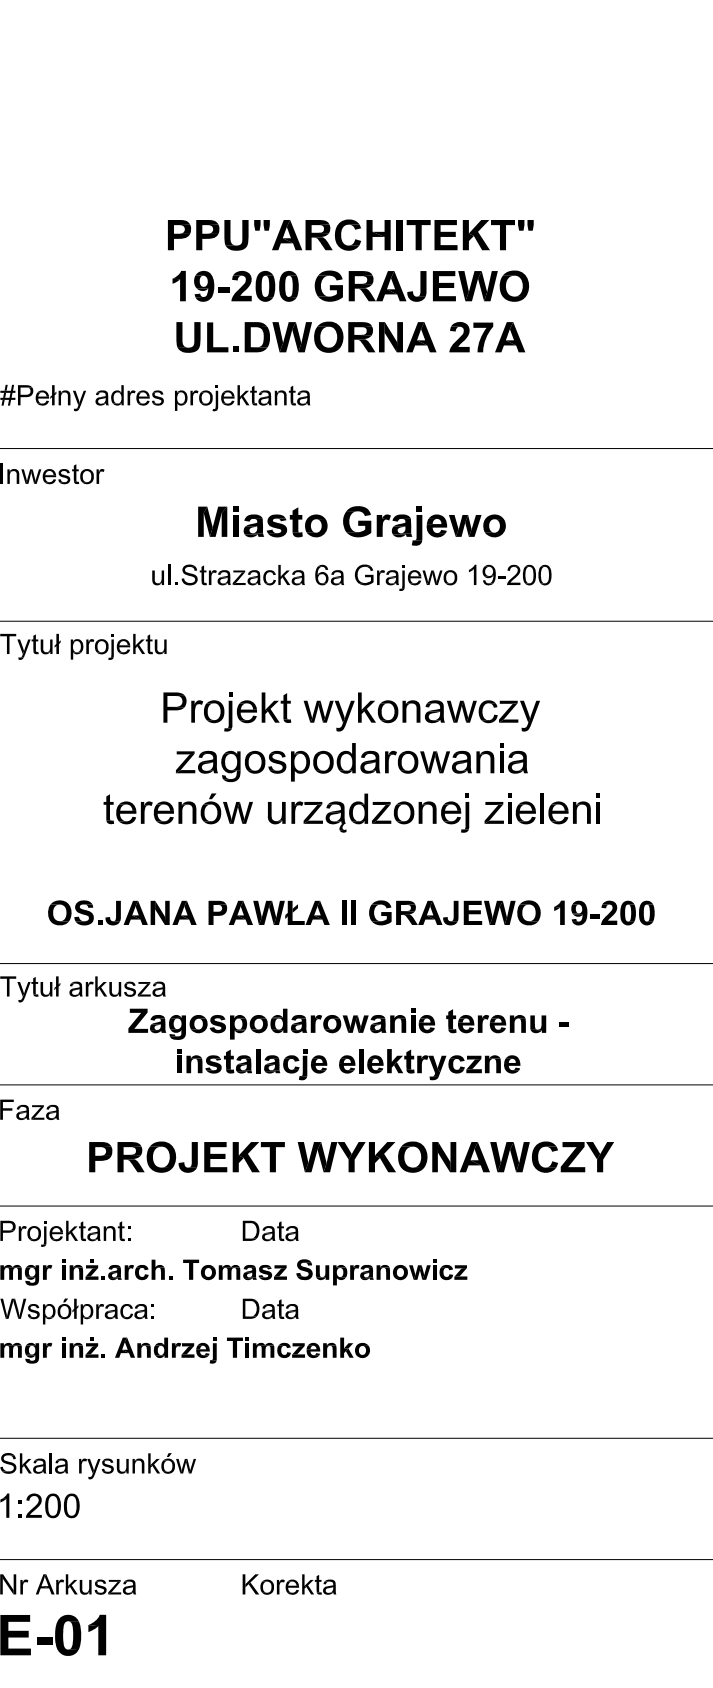 PPU"ARCHITEKT"
19-200 GRAJEWO
UL.DWORNA 27A
#Pełny adres projektanta
Inwestor
Miasto Grajewo
ul.Strazacka 6a Grajewo 19-200
Tytuł projektu
Projekt wykonawczy
zagospodarowania
terenów urządzonej zieleni
OS.JANA PAWŁA II GRAJEWO 19-200
Tytuł arkusza
Zagospodarowanie terenu -
instalacje elektryczne
Faza
PROJEKT WYKONAWCZY
Projektant: Data
mgr inż.arch. Tomasz Supranowicz
Współpraca: Data
mgr inż. Andrzej Timczenko
Skala rysunków
1:200
Nr Arkusza Korekta
E-01